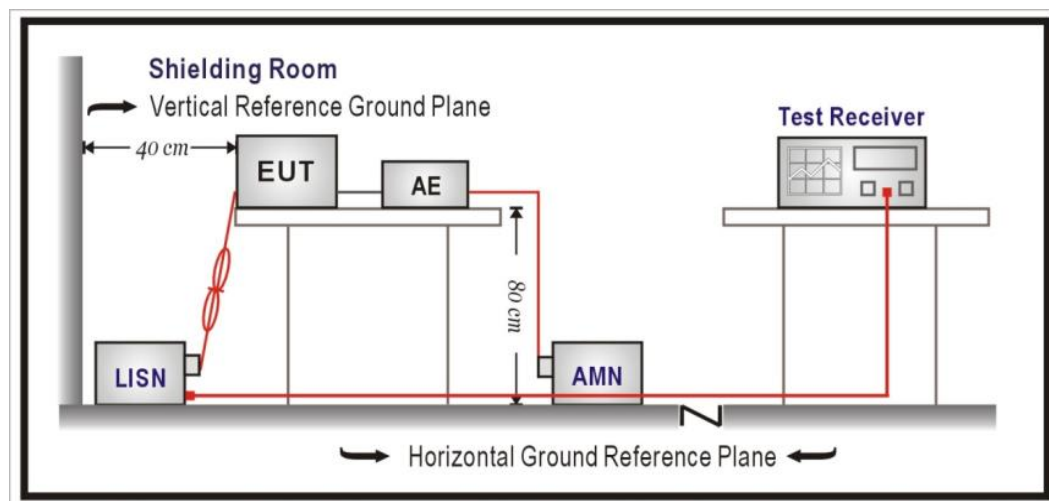 Shielding Room
Vertical Reference Ground Plane
Test Receiver
40 cm
EUT
AE
80 cm
LISN
AMN
Horizontal Ground Reference Plane